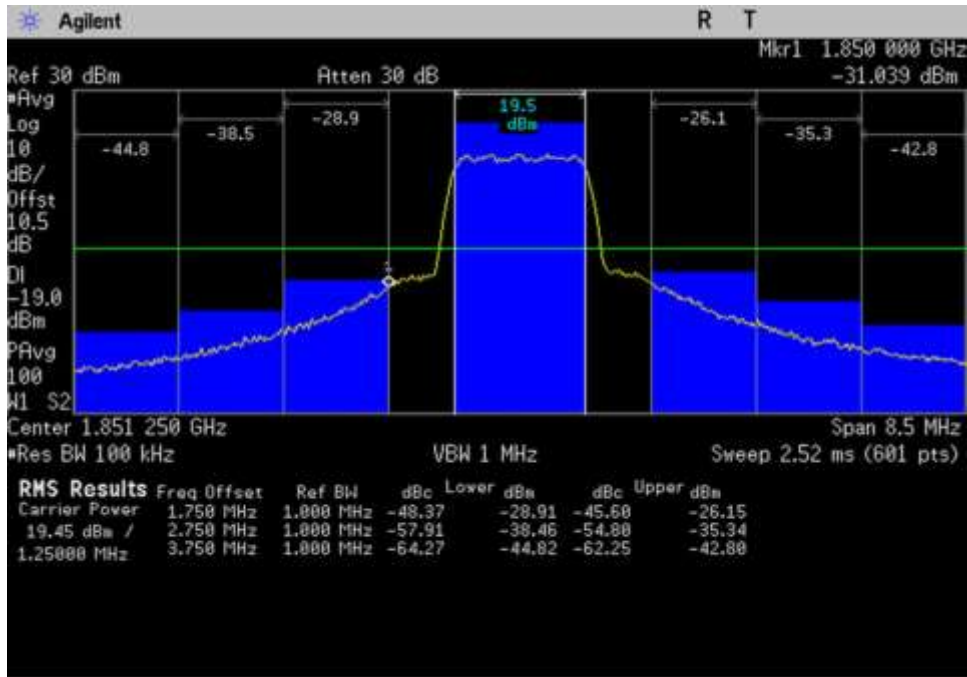 Agilent R T
Mkr1 1.850 000 GHz
Ref 30 dBm Atten 30 dB -31.039 dBm
#Avg
Log
10
dB/
Offst
10.5
dB
DI
-19.0
dBm
PAvg
100
W1 S2
19.5
dBm
-44.8 -38.5 -28.9 -26.1 -35.3 -42.8
Center 1.851 250 GHz Span 8.5 MHz
#Res BW 100 kHz VBW 1 MHz Sweep 2.52 ms (601 pts)
RMS Results Freq Offset Ref BW dBc Lower dBm dBc Upper dBm
Carrier Power 1.750 MHz 1.000 MHz -48.37 -28.91 -45.60 -26.15
19.45 dBm / 2.750 MHz 1.000 MHz -57.91 -38.46 -54.80 -35.34
1.25000 MHz 3.750 MHz 1.000 MHz -64.27 -44.82 -62.25 -42.80